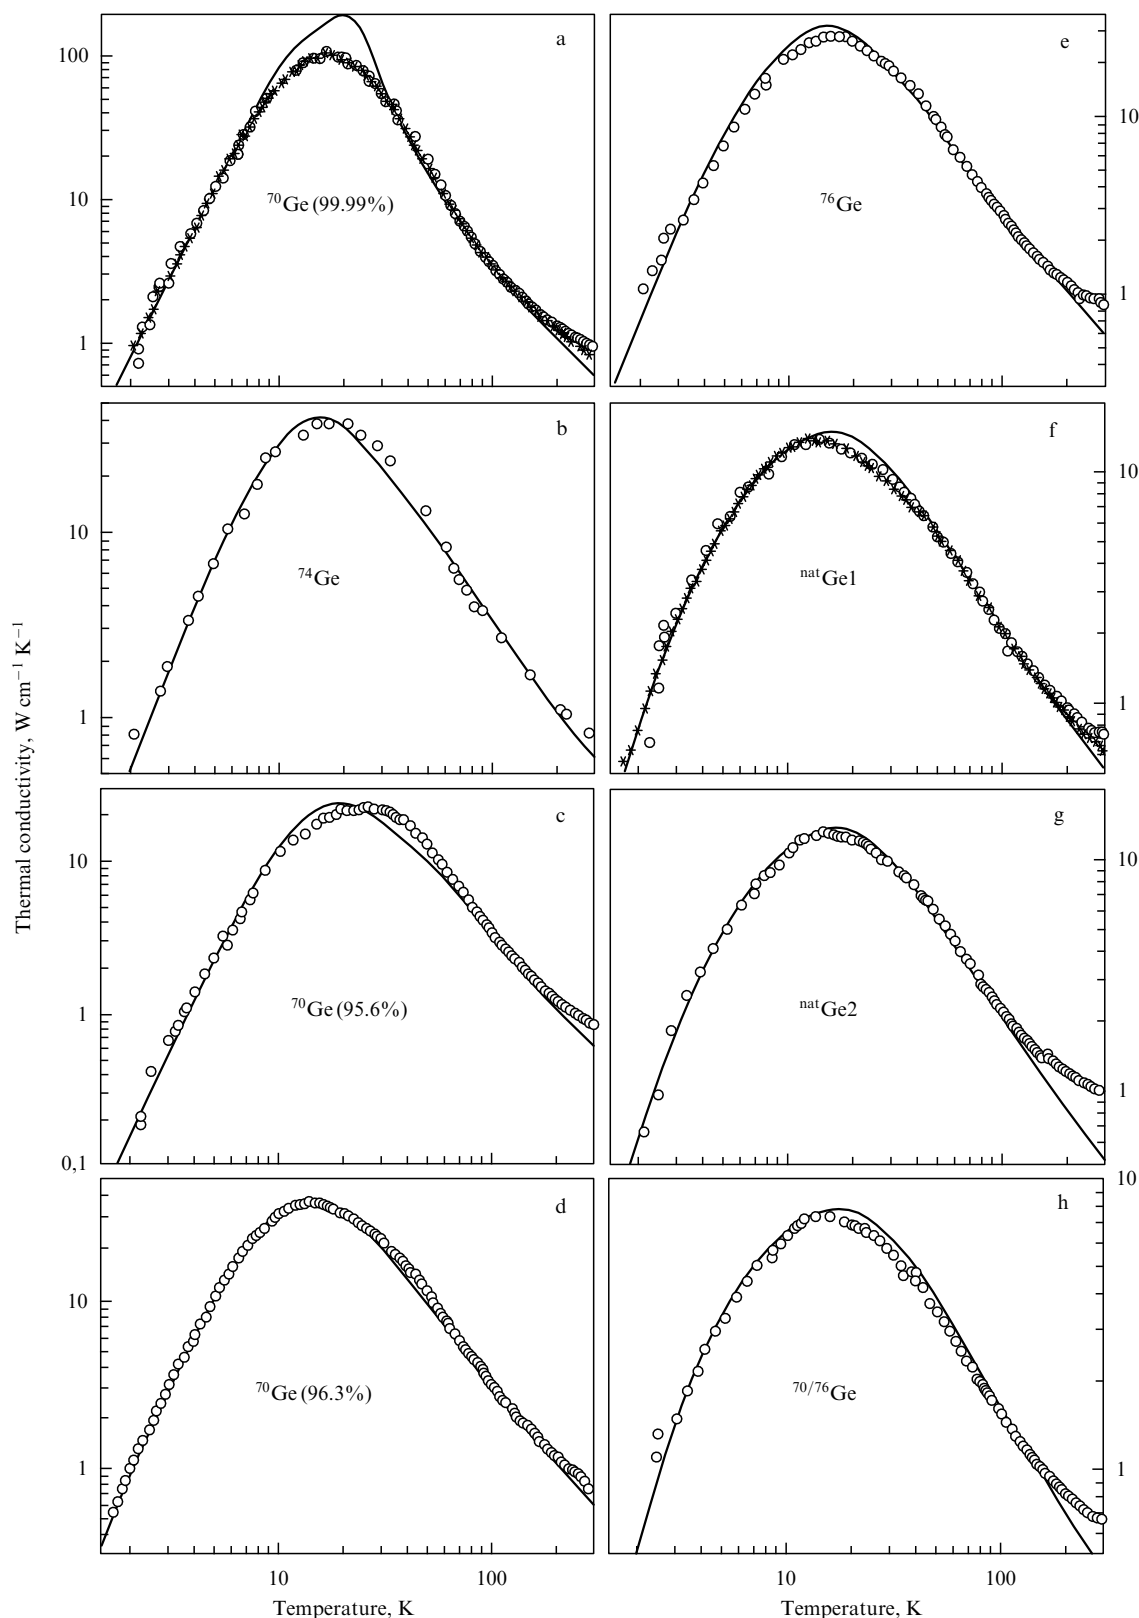 Thermal conductivity, W cm⁻¹ K⁻¹
a
100
10
1
⁷⁰Ge (99.99%)
b
10
1
⁷⁴Ge
c
10
1
0,1
⁷⁰Ge (95.6%)
d
10
1
⁷⁰Ge (96.3%)
10 100
Temperature, K
e
10
1
⁷⁶Ge
f
10
1
ⁿᵃᵗGe1
g
10
1
ⁿᵃᵗGe2
h
10
1
⁷⁰/⁷⁶Ge
10 100
Temperature, K